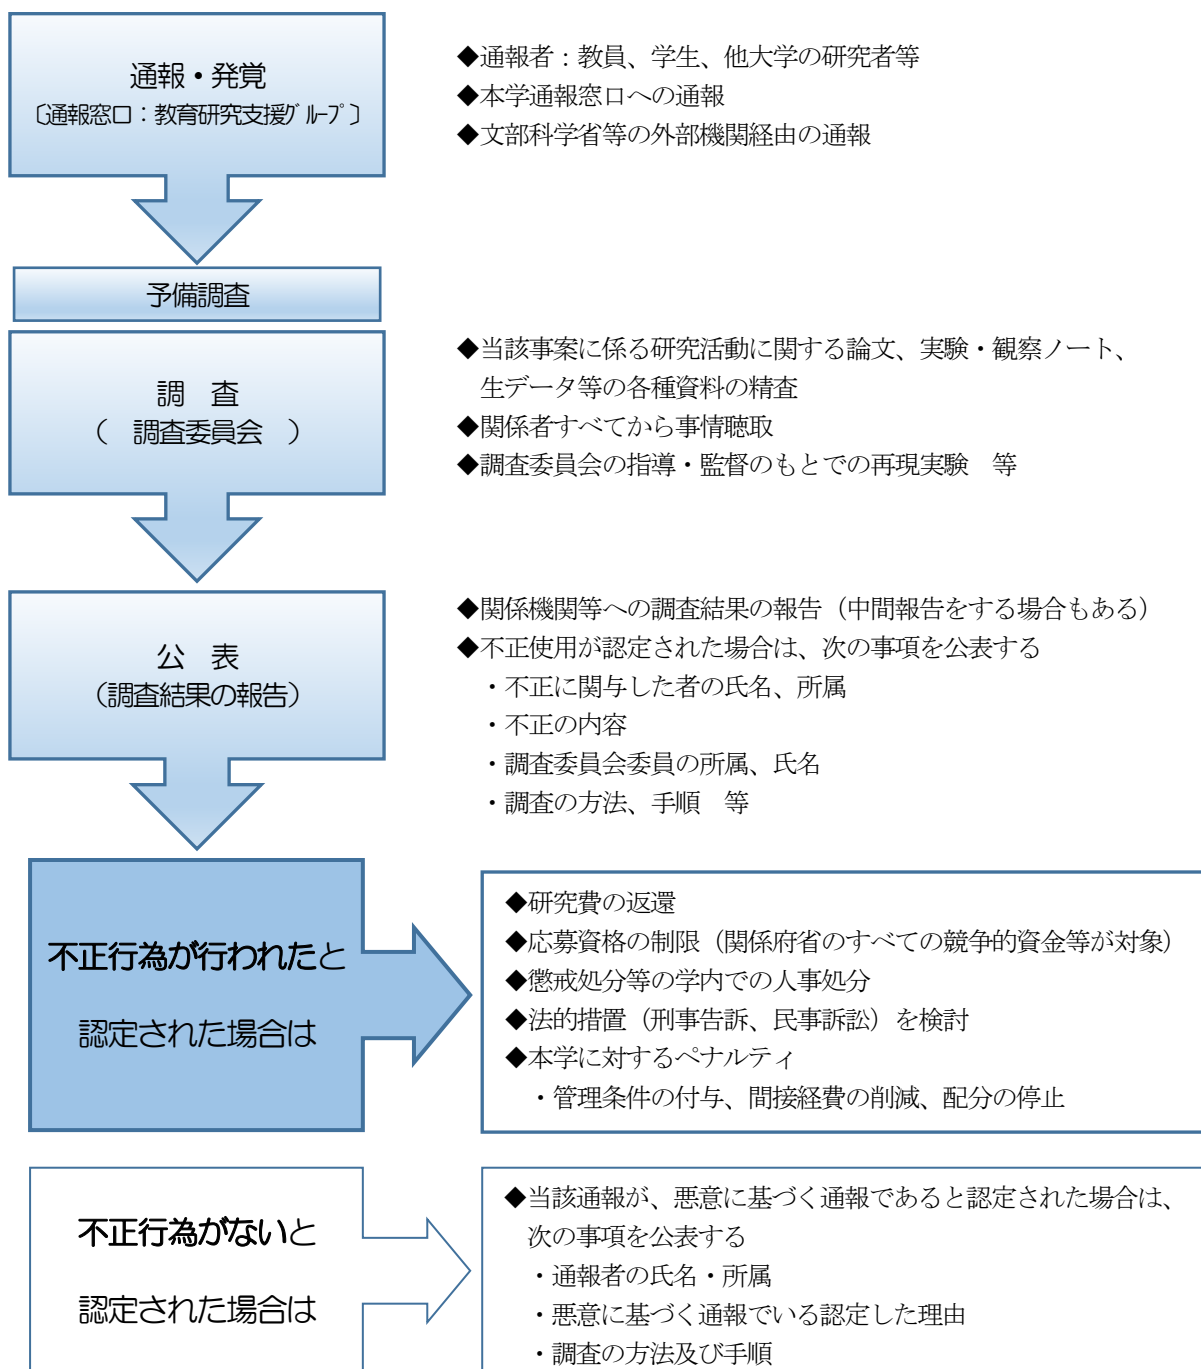 通報・発覚
〔通報窓口：教育研究支援ｸﾞﾙｰﾌﾟ〕
◆通報者：教員、学生、他大学の研究者等
◆本学通報窓口への通報
◆文部科学省等の外部機関経由の通報
予備調査
調　査
（　調査委員会　）
◆当該事案に係る研究活動に関する論文、実験・観察ノート、
生データ等の各種資料の精査
◆関係者すべてから事情聴取
◆調査委員会の指導・監督のもとでの再現実験　等
公　表
（調査結果の報告）
◆関係機関等への調査結果の報告（中間報告をする場合もある）
◆不正使用が認定された場合は、次の事項を公表する
・不正に関与した者の氏名、所属
・不正の内容
・調査委員会委員の所属、氏名
・調査の方法、手順　等
不正行為が行われたと
認定された場合は
◆研究費の返還
◆応募資格の制限（関係府省のすべての競争的資金等が対象）
◆懲戒処分等の学内での人事処分
◆法的措置（刑事告訴、民事訴訟）を検討
◆本学に対するペナルティ
・管理条件の付与、間接経費の削減、配分の停止
不正行為がないと
認定された場合は
◆当該通報が、悪意に基づく通報であると認定された場合は、
次の事項を公表する
・通報者の氏名・所属
・悪意に基づく通報でいる認定した理由
・調査の方法及び手順